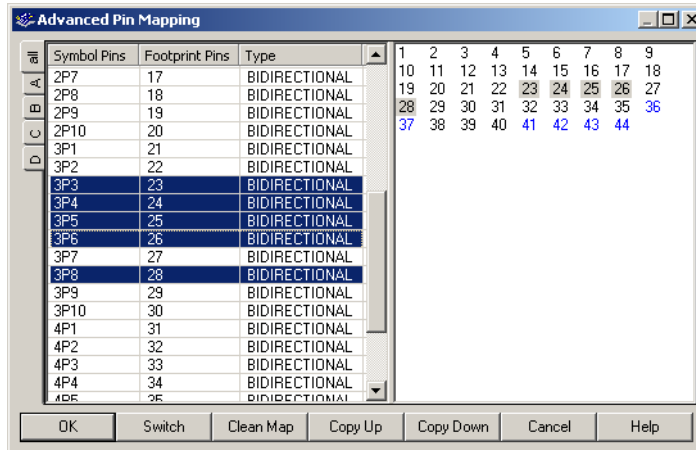 Advanced Pin Mapping
all
A
B
C
D
Symbol Pins Footprint Pins Type
2P7 17 BIDIRECTIONAL
2P8 18 BIDIRECTIONAL
2P9 19 BIDIRECTIONAL
2P10 20 BIDIRECTIONAL
3P1 21 BIDIRECTIONAL
3P2 22 BIDIRECTIONAL
3P3 23 BIDIRECTIONAL
3P4 24 BIDIRECTIONAL
3P5 25 BIDIRECTIONAL
3P6 26 BIDIRECTIONAL
3P7 27 BIDIRECTIONAL
3P8 28 BIDIRECTIONAL
3P9 29 BIDIRECTIONAL
3P10 30 BIDIRECTIONAL
4P1 31 BIDIRECTIONAL
4P2 32 BIDIRECTIONAL
4P3 33 BIDIRECTIONAL
4P4 34 BIDIRECTIONAL
4P5 35 BIDIRECTIONAL
1 2 3 4 5 6 7 8 9
10 11 12 13 14 15 16 17 18
19 20 21 22 23 24 25 26 27
28 29 30 31 32 33 34 35 36
37 38 39 40 41 42 43 44
OK Switch Clean Map Copy Up Copy Down Cancel Help